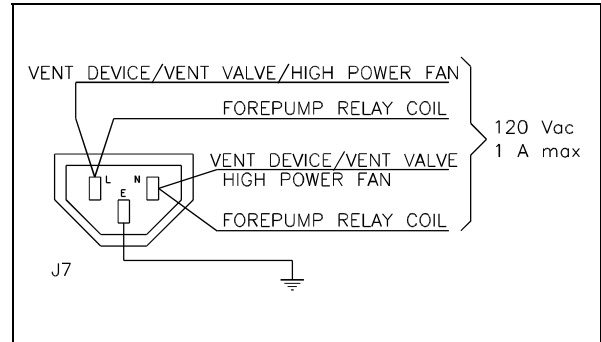 VENT DEVICE/VENT VALVE/HIGH POWER FAN
FOREPUMP RELAY COIL
120 Vac
1 A max
VENT DEVICE/VENT VALVE
HIGH POWER FAN
L
N
E
FOREPUMP RELAY COIL
J7